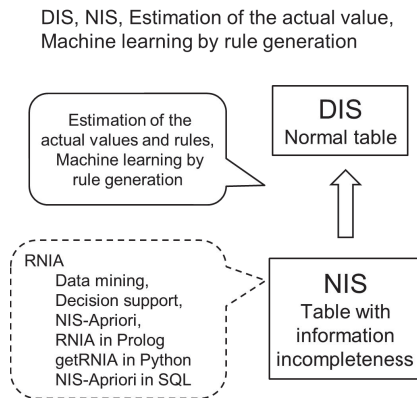 DIS, NIS, Estimation of the actual value,
Machine learning by rule generation
Estimation of the
actual values and rules,
Machine learning by
rule generation
DIS
Normal table
RNIA
Data mining,
Decision support,
NIS-Apriori,
RNIA in Prolog
getRNIA in Python
NIS-Apriori in SQL
NIS
Table with
information
incompleteness